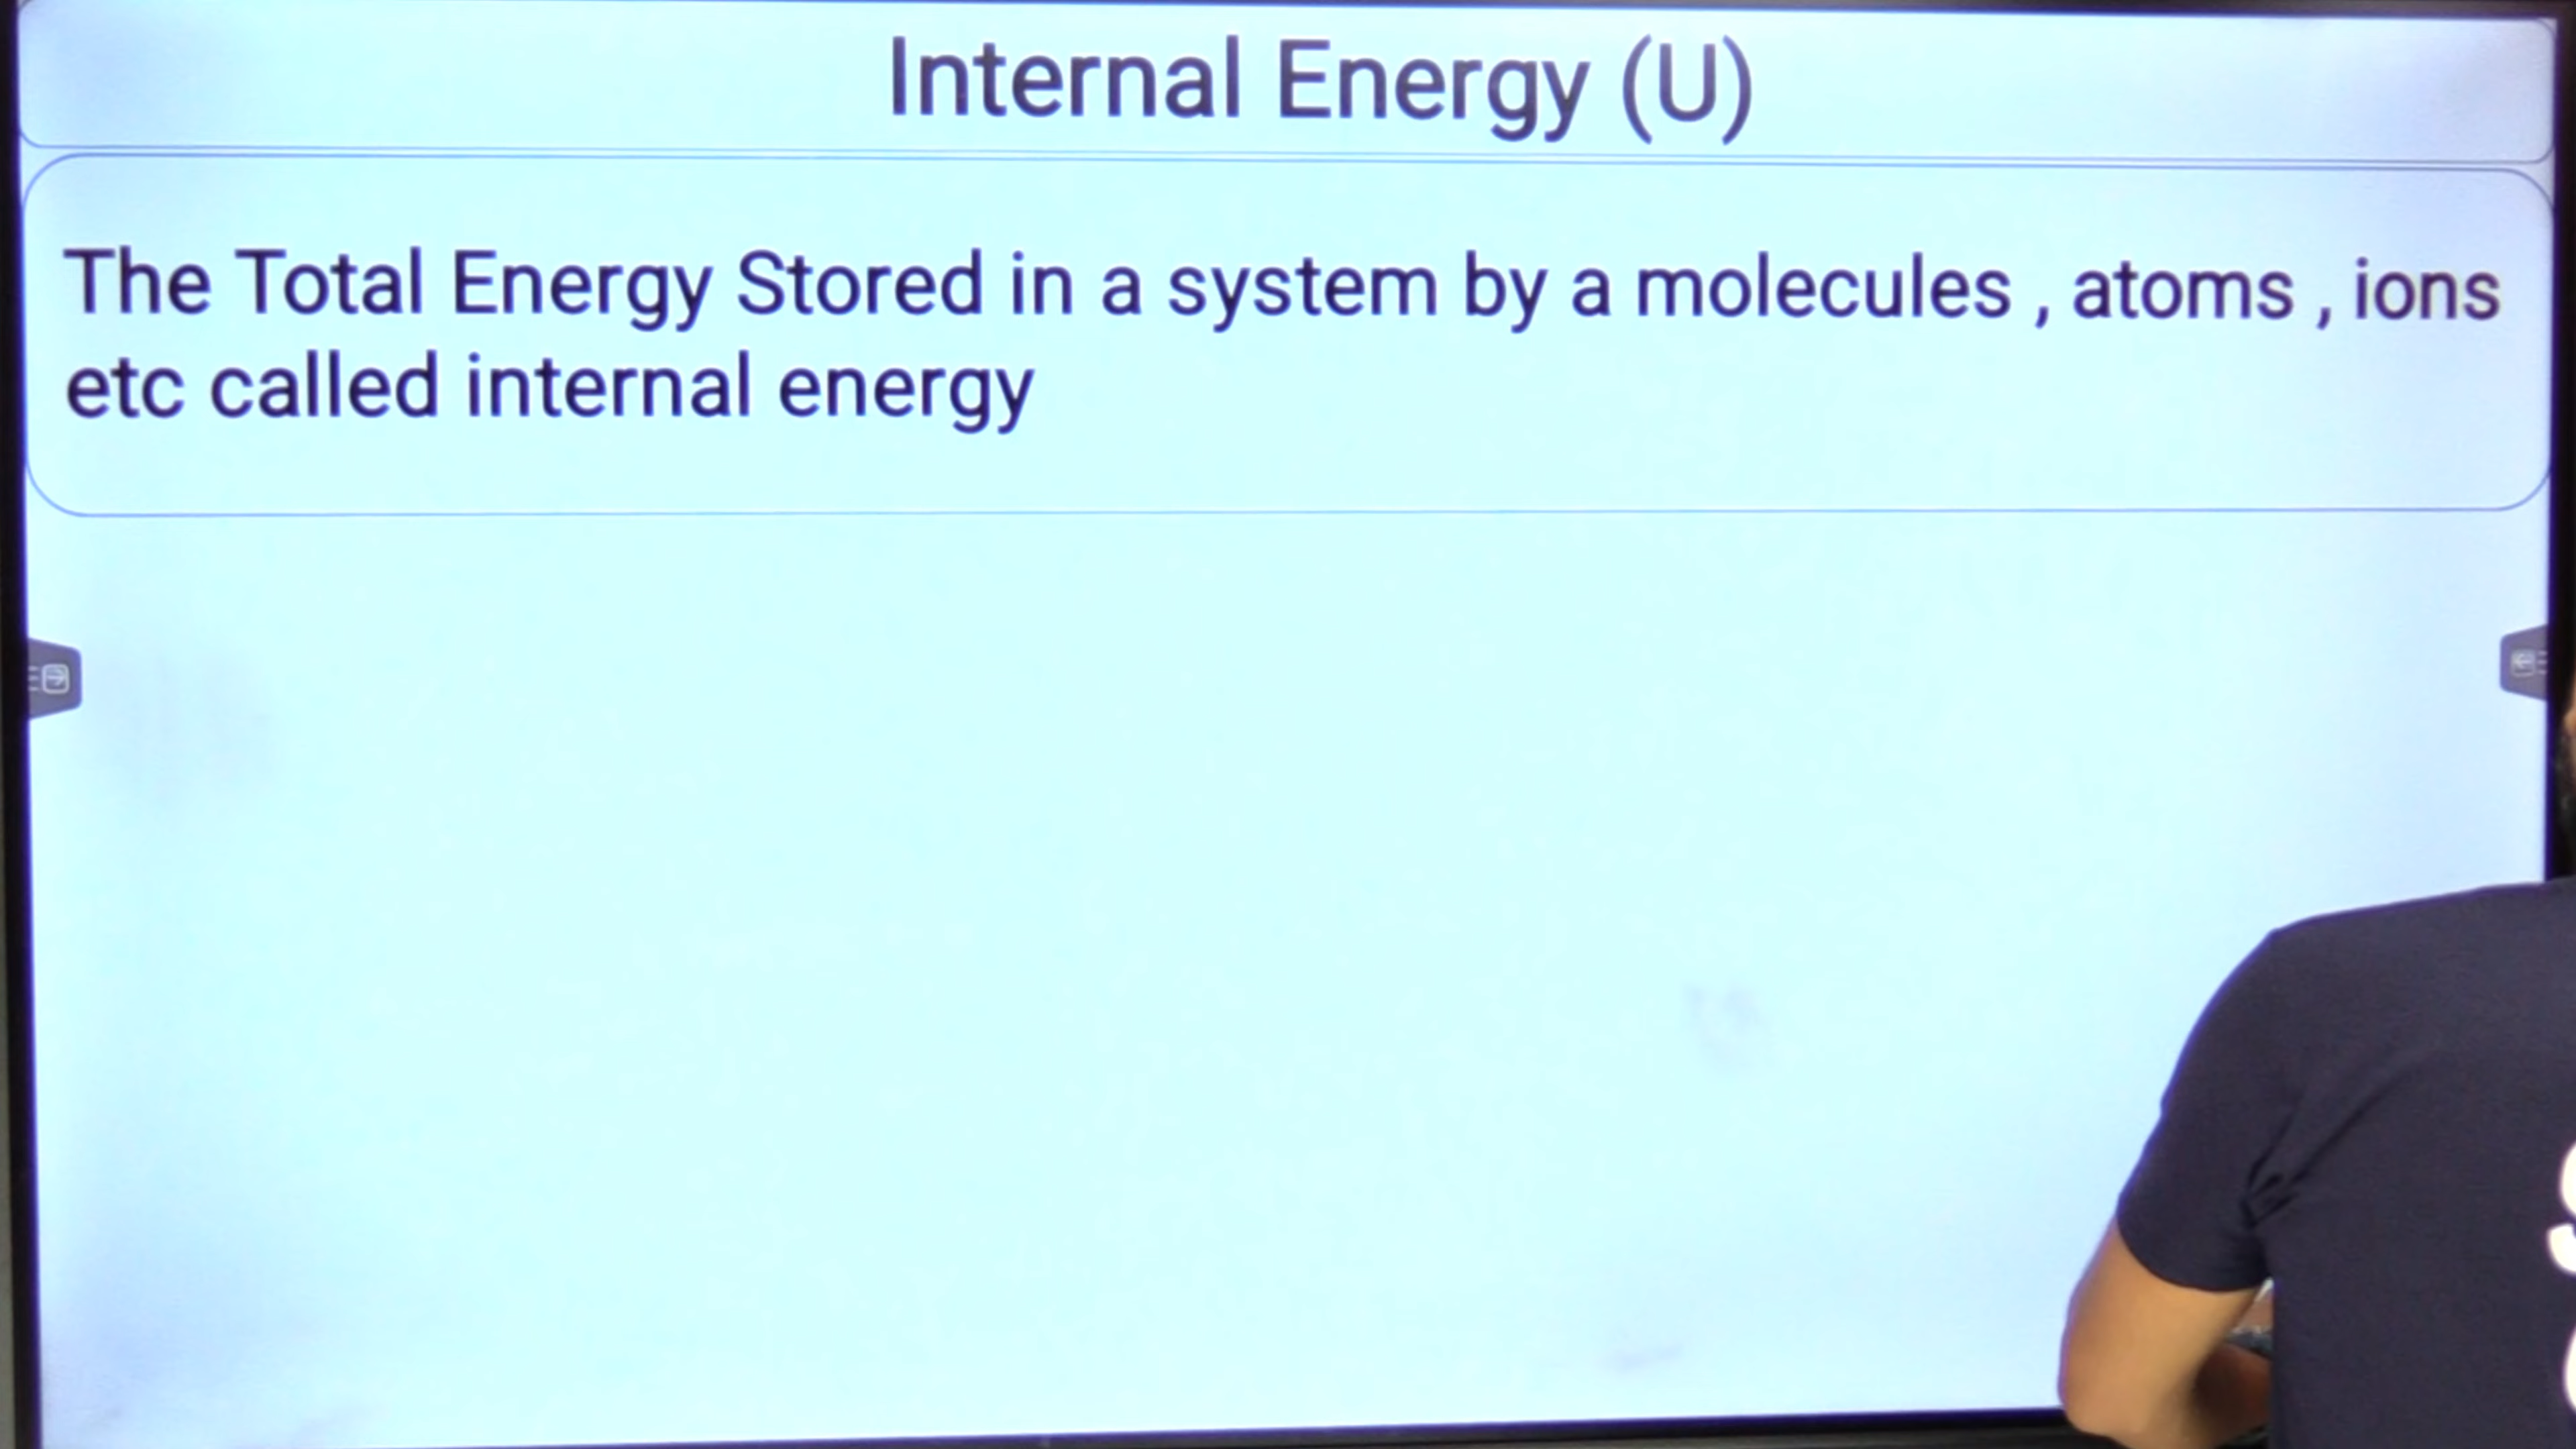 Internal Energy (U)
The Total Energy Stored in a system by a molecules , atoms , ions
etc called internal energy